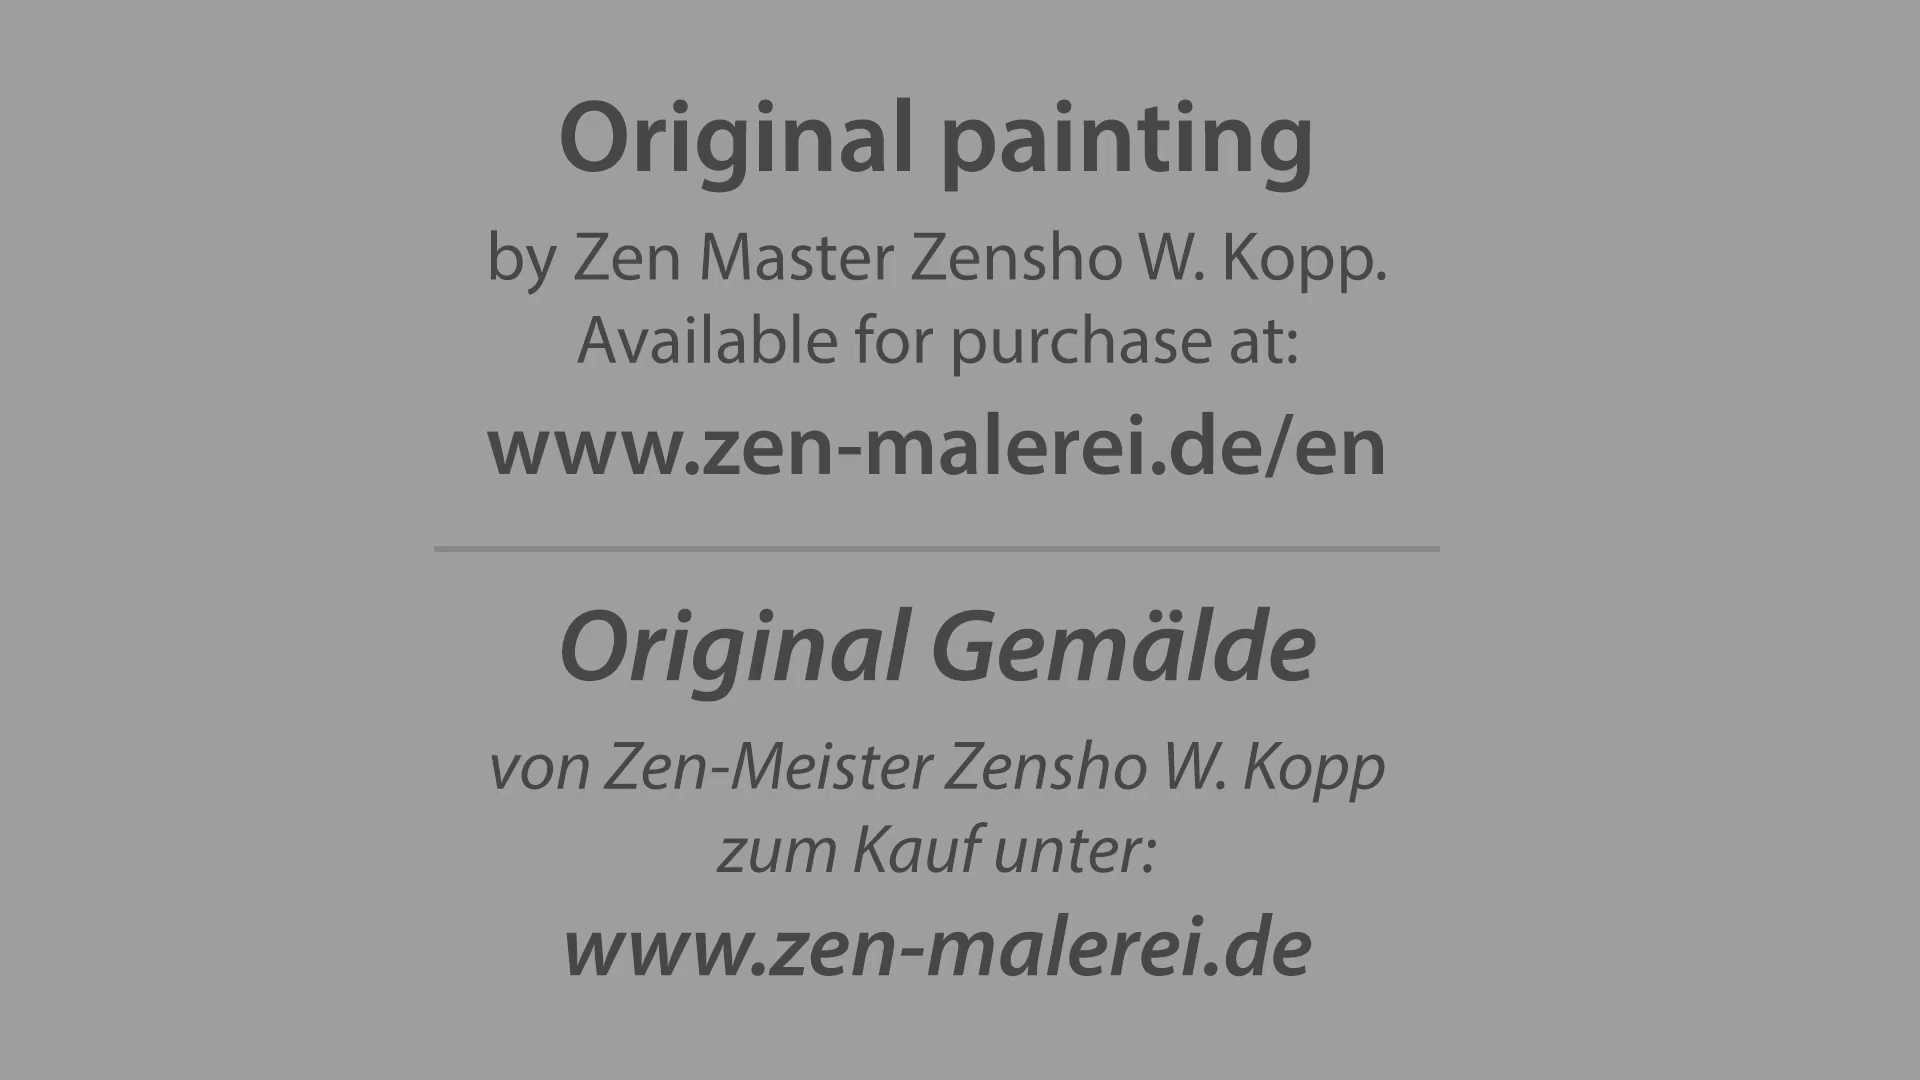 Original painting
by Zen Master Zensho W. Kopp.
Available for purchase at:
www.zen-malerei.de/en
Original Gemälde
von Zen-Meister Zensho W. Kopp
zum Kauf unter:
www.zen-malerei.de